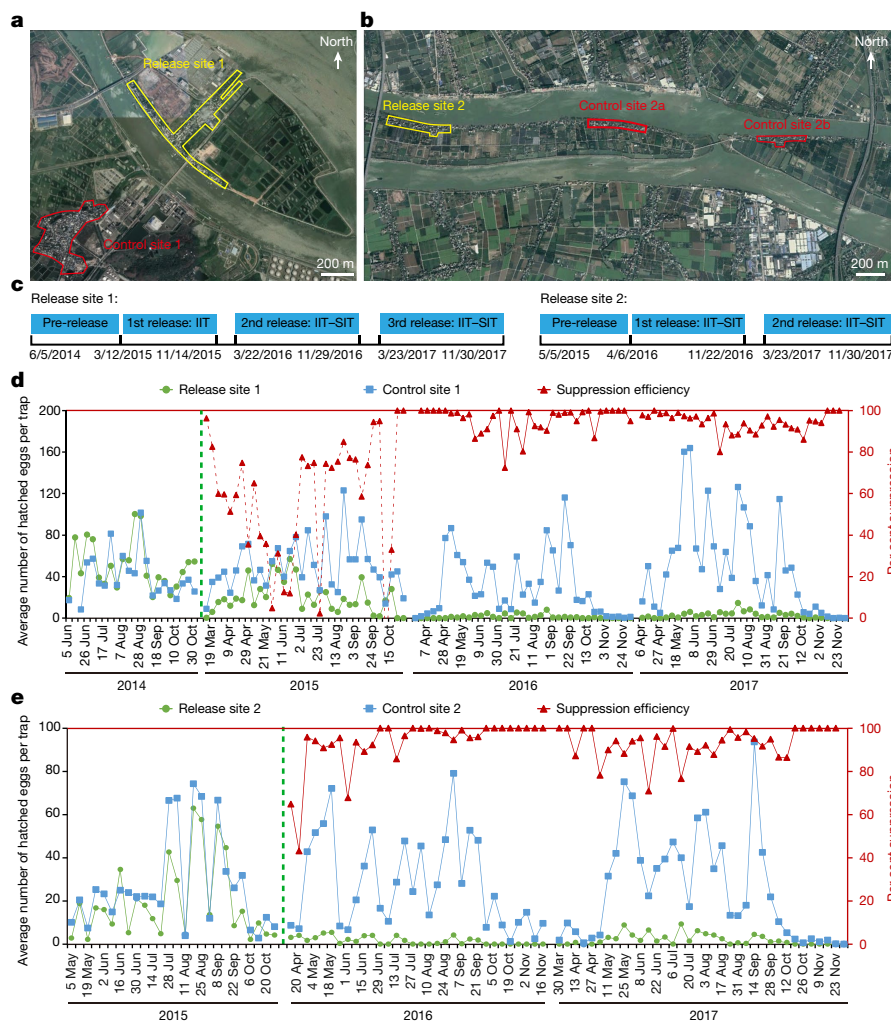 a
North
Release site 1
Control site 1
200 m
b
North
Release site 2
Control site 2a
Control site 2b
200 m
c
Release site 1:
Pre-release
1st release: IIT
2nd release: IIT–SIT
3rd release: IIT–SIT
6/5/2014
3/12/2015
11/14/2015
3/22/2016
11/29/2016
3/23/2017
11/30/2017
Release site 2:
Pre-release
1st release: IIT–SIT
2nd release: IIT–SIT
5/5/2015
4/6/2016
11/22/2016
3/23/2017
11/30/2017
d
Release site 1
Control site 1
Suppression efficiency
Average number of hatched eggs per trap
200
160
120
80
40
0
100
80
60
40
20
0
5 Jun
26 Jun
17 Jul
7 Aug
28 Aug
18 Sep
10 Oct
30 Oct
19 Mar
9 Apr
29 Apr
21 May
11 Jun
2 Jul
23 Jul
13 Aug
3 Sep
24 Sep
15 Oct
7 Apr
28 Apr
19 May
9 Jun
30 Jun
21 Jul
11 Aug
1 Sep
22 Sep
13 Oct
3 Nov
24 Nov
6 Apr
27 Apr
18 May
8 Jun
29 Jun
20 Jul
10 Aug
31 Aug
21 Sep
12 Oct
2 Nov
23 Nov
2014
2015
2016
2017
e
Release site 2
Control site 2
Suppression efficiency
Average number of hatched eggs per trap
100
80
60
40
20
0
100
80
60
40
20
0
5 May
19 May
2 Jun
16 Jun
30 Jun
14 Jul
28 Jul
11 Aug
25 Aug
8 Sep
22 Sep
6 Oct
20 Oct
20 Apr
4 May
18 May
1 Jun
15 Jun
29 Jun
13 Jul
27 Jul
10 Aug
24 Aug
7 Sep
21 Sep
5 Oct
19 Oct
2 Nov
16 Nov
30 Mar
13 Apr
27 Apr
11 May
25 May
8 Jun
22 Jun
6 Jul
20 Jul
3 Aug
17 Aug
31 Aug
14 Sep
28 Sep
12 Oct
26 Oct
9 Nov
23 Nov
2015
2016
2017